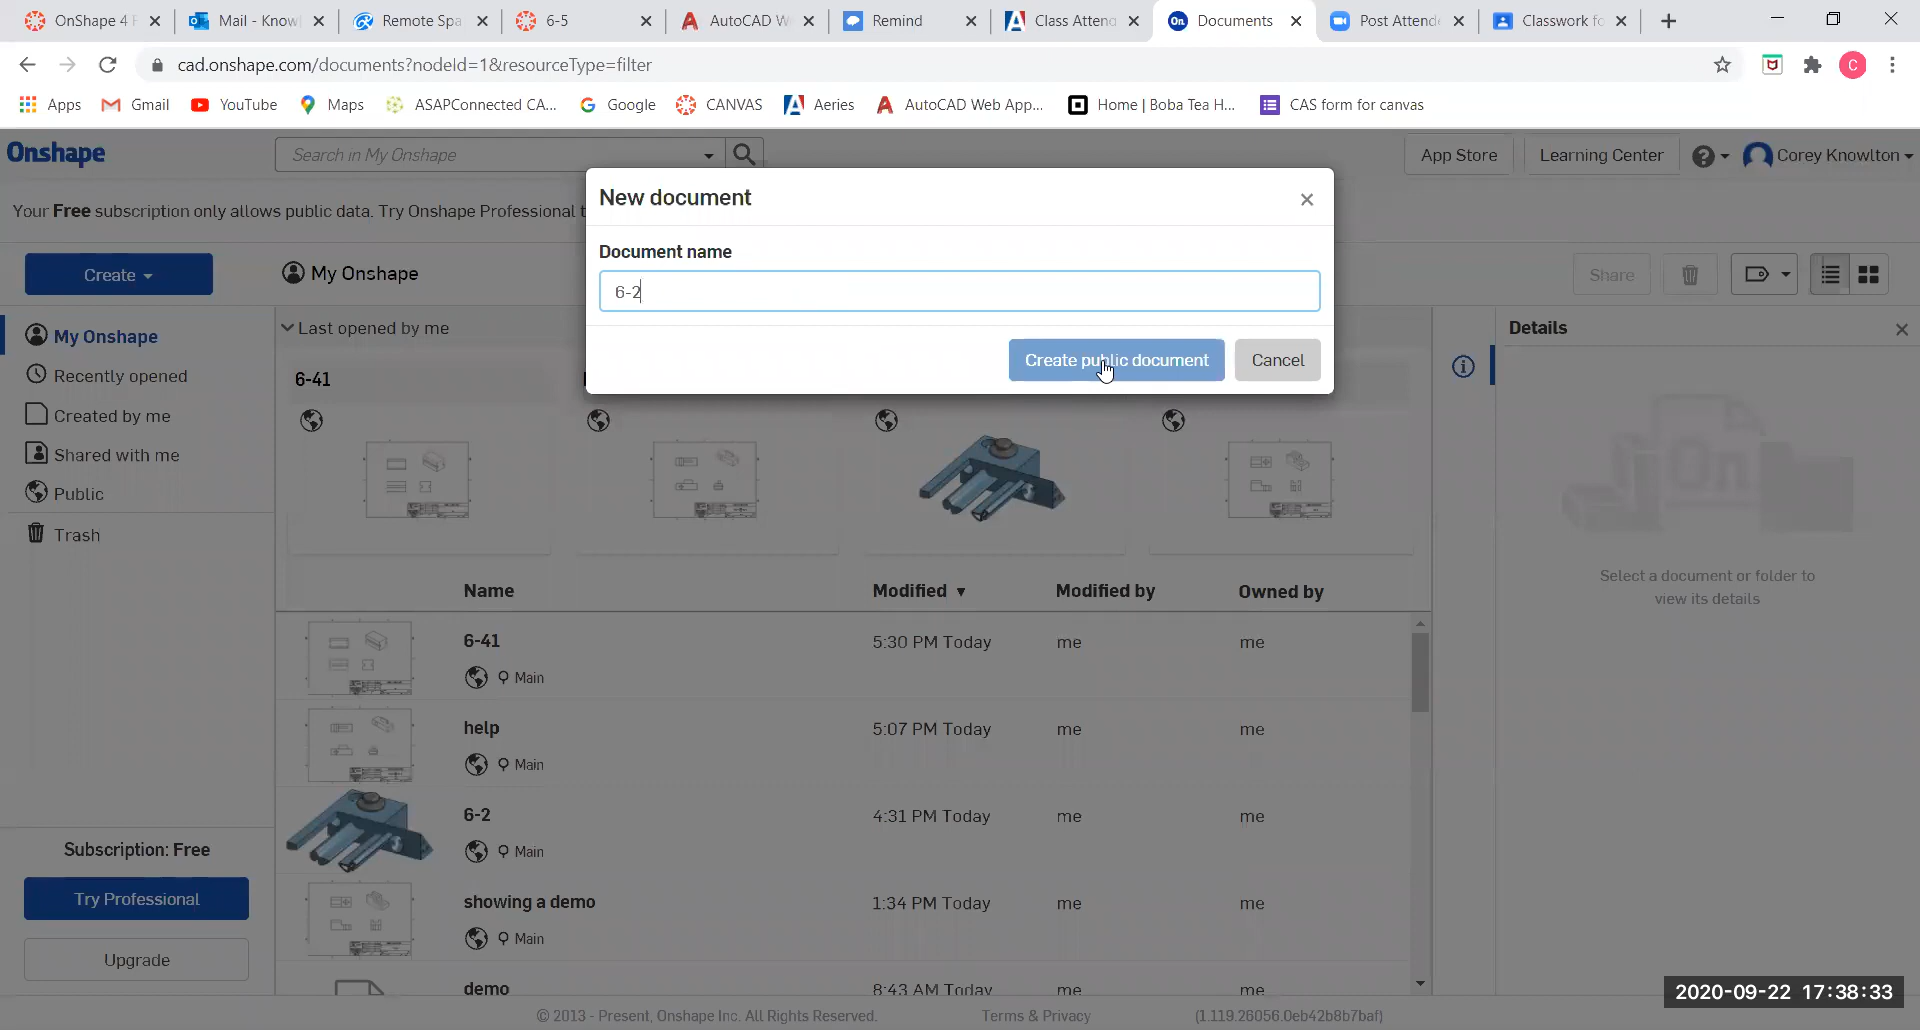 OnShape 4 F
Mail - Knowl
Remote Spa
6-5
AutoCAD W
Remind
Class Attend
On
Documents
Post Attende
Classwork fo
cad.onshape.com/documents?nodeId=1&resourceType=filter
C
Apps
Gmail
YouTube
Maps
ASAPConnected CA...
Google
CANVAS
Aeries
AutoCAD Web App...
Home | Boba Tea H...
CAS form for canvas
Onshape
Search in My Onshape
App Store
Learning Center
Corey Knowlton
Your Free subscription only allows public data. Try Onshape Professional t
New document
Document name
6-2
Create public document
Cancel
Create
My Onshape
Share
My Onshape
Recently opened
Created by me
Shared with me
Public
Trash
Last opened by me
6-41
Details
On
Select a document or folder to
view its details
Name Modified Modified by Owned by
6-41 5:30 PM Today me me
Main
help 5:07 PM Today me me
Main
6-2 4:31 PM Today me me
Main
showing a demo 1:34 PM Today me me
Main
demo 8:43 AM Today me me
Subscription: Free
Try Professional
Upgrade
© 2013 - Present, Onshape Inc. All Rights Reserved. Terms & Privacy (1.119.26056.0eb42b8b7baf)
2020-09-22 17:38:33